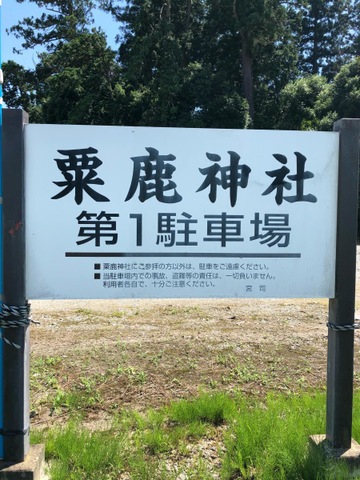 粟鹿神社
第1駐車場
■粟鹿神社にご参拝の方以外は、駐車をご遠慮ください。
■当駐車場内での事故、盗難等の責任は、一切負いません。
利用者各自で、十分ご注意ください。 宮司